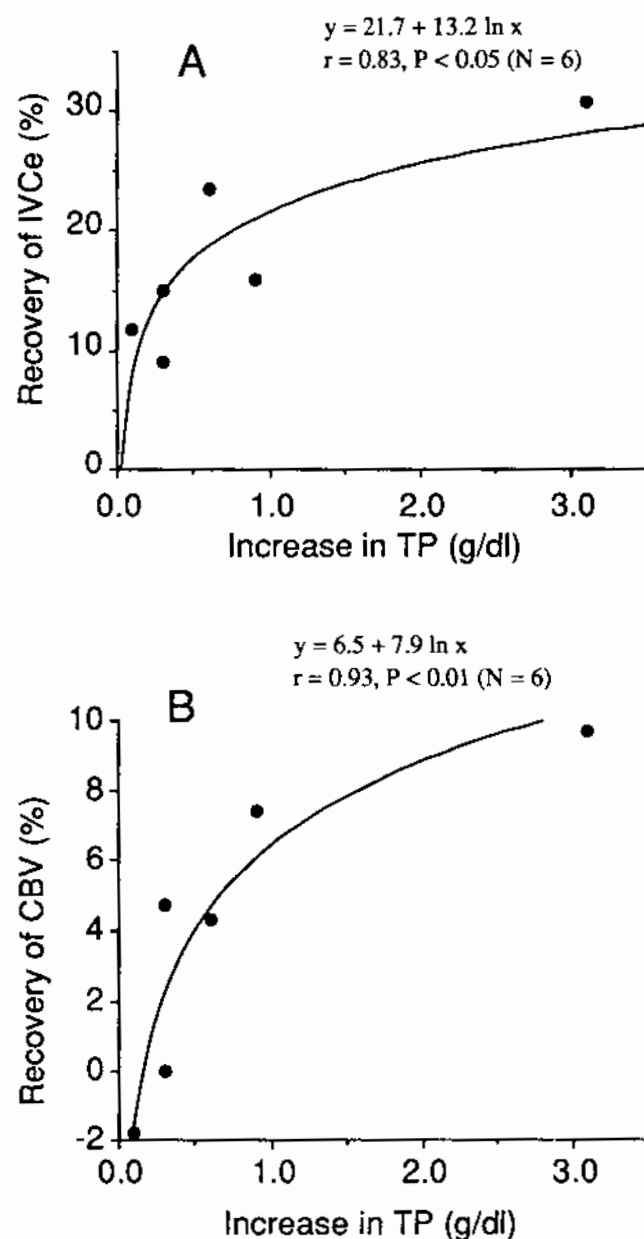 y = 21.7 + 13.2 ln x
r = 0.83, P < 0.05 (N = 6)
A
Recovery of IVCe (%)
30
20
10
0
0.0 1.0 2.0 3.0
Increase in TP (g/dl)
y = 6.5 + 7.9 ln x
r = 0.93, P < 0.01 (N = 6)
B
Recovery of CBV (%)
10
8
6
4
2
0
-2
0.0 1.0 2.0 3.0
Increase in TP (g/dl)